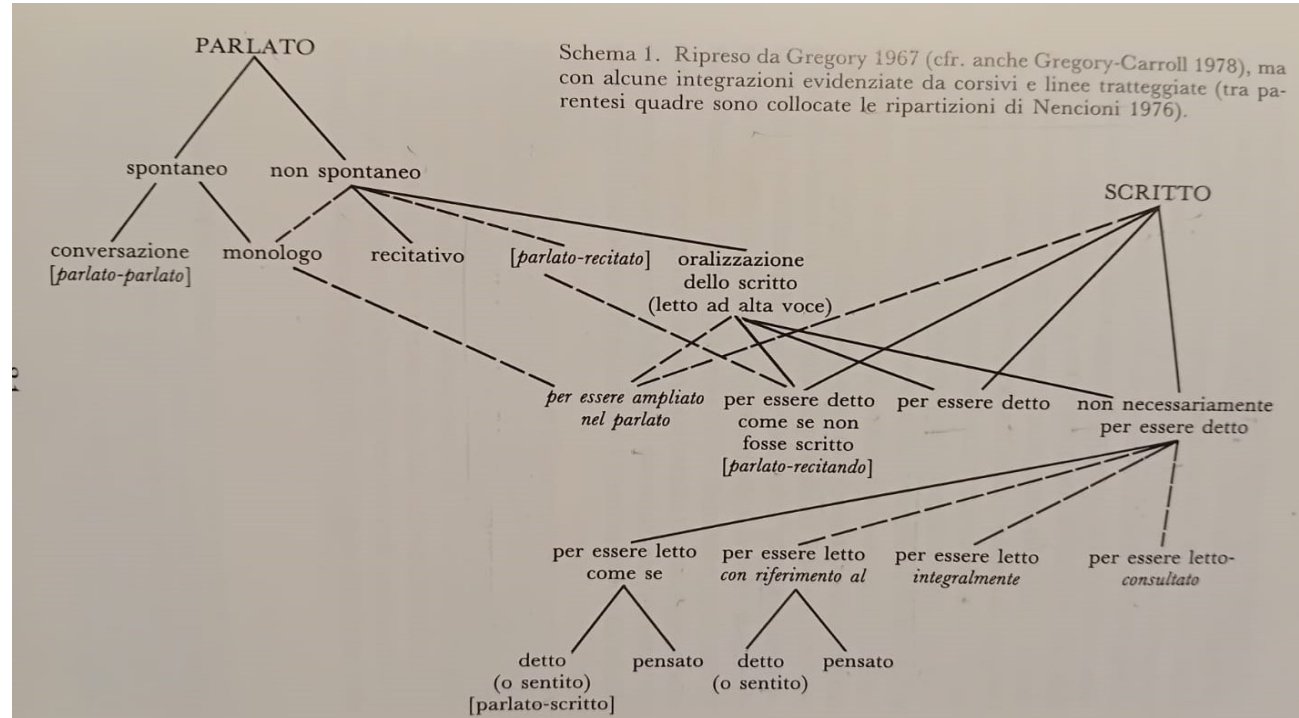 PARLATO
Schema 1. Ripreso da Gregory 1967 (cfr. anche Gregory-Carroll 1978), ma
con alcune integrazioni evidenziate da corsivi e linee tratteggiate (tra pa-
rentesi quadre sono collocate le ripartizioni di Nencioni 1976).
spontaneo
non spontaneo
SCRITTO
conversazione
[parlato-parlato]
monologo
recitativo
[parlato-recitato]
oralizzazione
dello scritto
(letto ad alta voce)
per essere ampliato
nel parlato
per essere detto
come se non
fosse scritto
[parlato-recitando]
per essere detto
non necessariamente
per essere detto
per essere letto
come se
per essere letto
con riferimento al
per essere letto
integralmente
per essere letto-
consultato
detto
(o sentito)
[parlato-scritto]
pensato
detto
(o sentito)
pensato